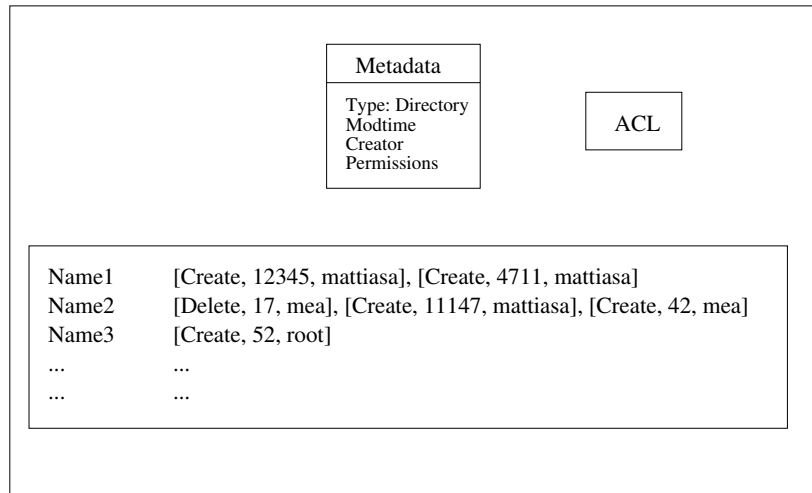 Metadata
Type: Directory
Modtime
Creator
Permissions
ACL
Name1 [Create, 12345, mattiasa], [Create, 4711, mattiasa]
Name2 [Delete, 17, mea], [Create, 11147, mattiasa], [Create, 42, mea]
Name3 [Create, 52, root]
... ...
... ...